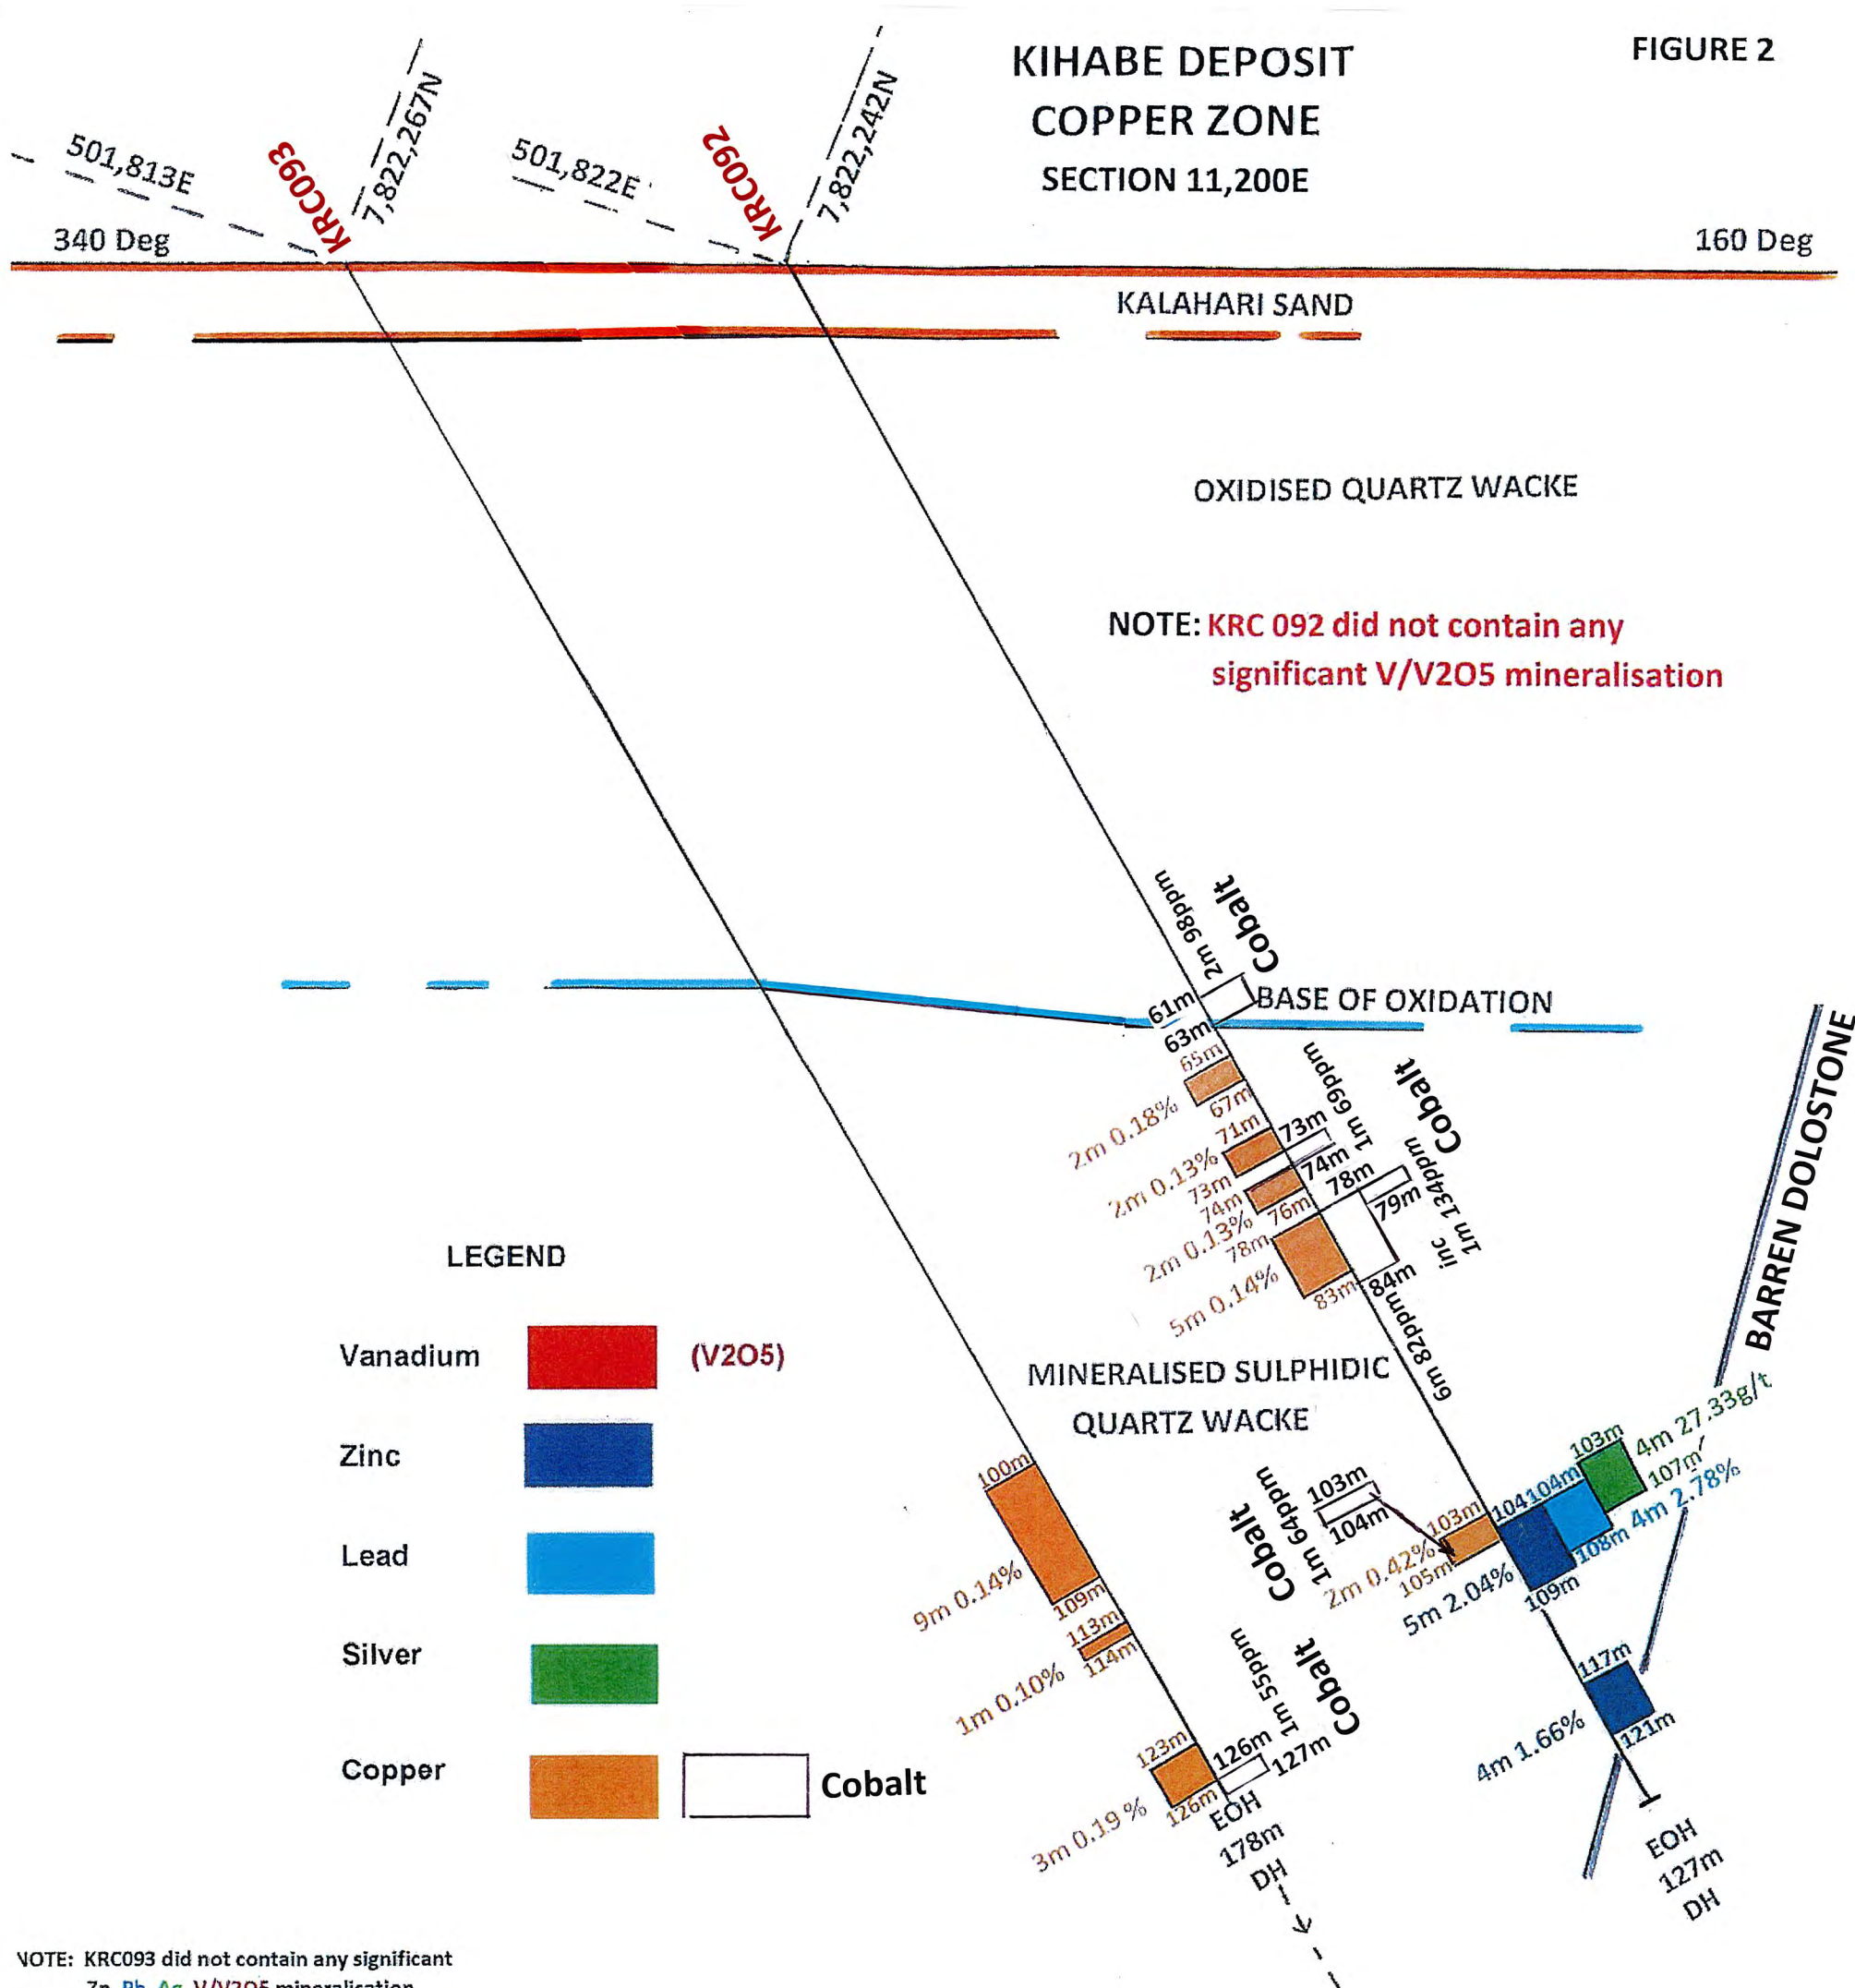 KIHABE DEPOSIT
COPPER ZONE
SECTION 11,200E
FIGURE 2
501,813E
KRC093
7,822,267N
501,822E
KRC092
7,822,242N
340 Deg
160 Deg
KALAHARI SAND
OXIDISED QUARTZ WACKE
NOTE: KRC 092 did not contain any
significant V/V2O5 mineralisation
2m 98ppm
Cobalt
61m
63m
BASE OF OXIDATION
65m
67m
2m 0.18%
71m
73m
2m 0.13%
73m
74m
1m 69ppm
Cobalt
74m
76m
2m 0.13%
78m
79m
inc
1m 134ppm
78m
83m
5m 0.14%
84m
6m 82ppm
BARREN DOLOSTONE
MINERALISED SULPHIDIC
QUARTZ WACKE
LEGEND
Vanadium
(V2O5)
Zinc
Lead
Silver
Copper
Cobalt
100m
109m
9m 0.14%
113m
114m
1m 0.10%
123m
126m
3m 0.19 %
126m
127m
1m 55ppm
Cobalt
EOH
178m
DH
103m
104m
1m 64ppm
Cobalt
103m
105m
2m 0.42%
104
109m
5m 2.04%
104m
108m
4m 2.78%
103m
107m
4m 27.33g/t
117m
121m
4m 1.66%
EOH
127m
DH
NOTE: KRC093 did not contain any significant
Zn, Pb, Ag, V/V2O5 mineralisation